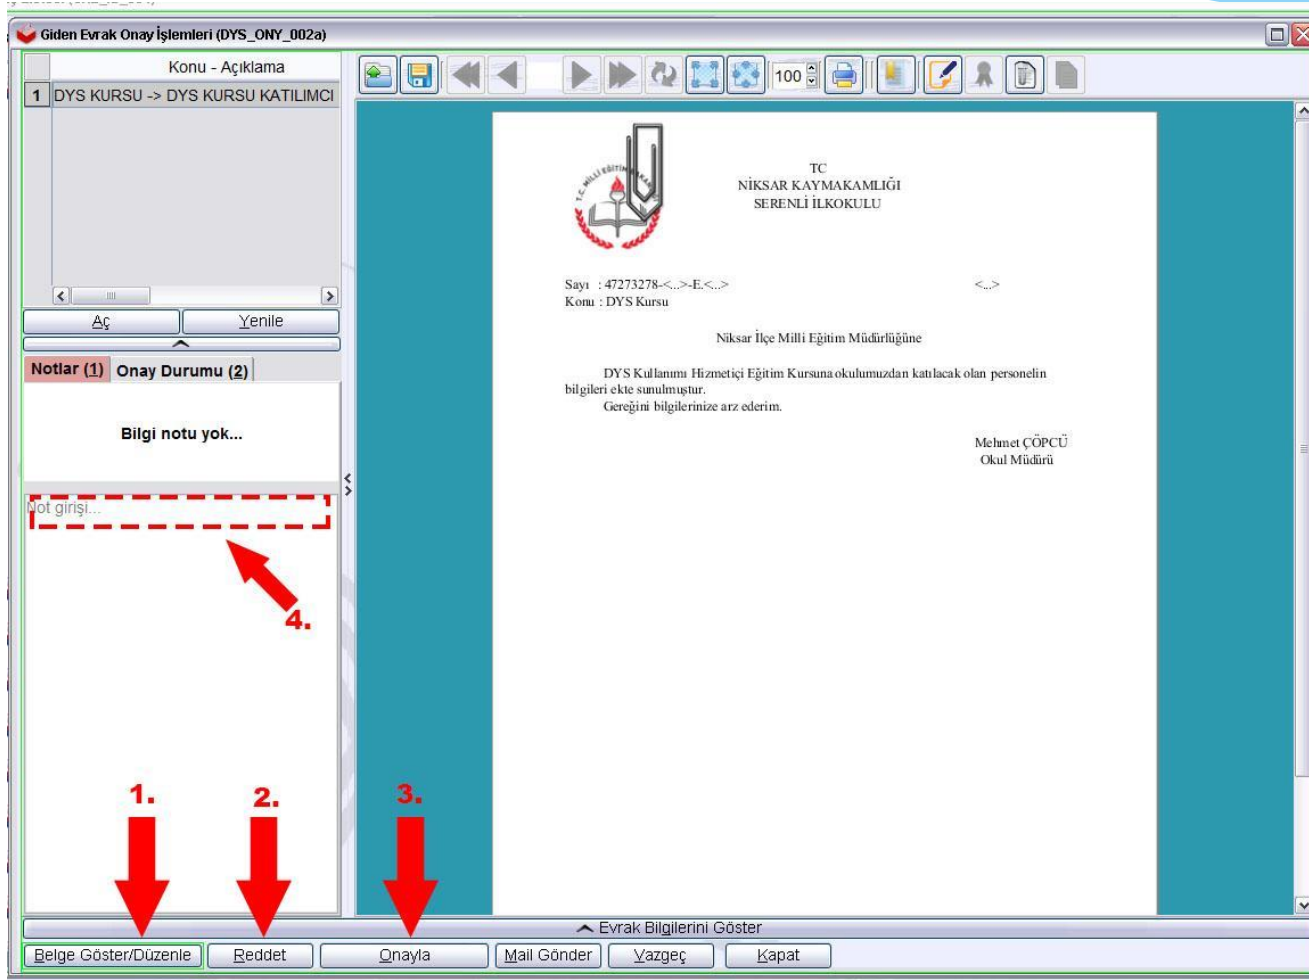 Giden Evrak Onay İşlemleri (DYS_ONY_002a)
Konu - Açıklama
1 DYS KURSU -> DYS KURSU KATILIMCI
Aç Yenile
Notlar (1) Onay Durumu (2)
Bilgi notu yok...
Not girişi...
4.
1. 2. 3.
100
T.C. MİLLİ EĞİTİM
TC
NİKSAR KAYMAKAMLIĞI
SERENLİ İLKOKULU
Sayı : 47273278-<...>-E.<...> <...>
Konu : DYS Kursu
Niksar İlçe Milli Eğitim Müdürlüğüne
DYS Kullanımı Hizmetiçi Eğitim Kursuna okulumuzdan katılacak olan personelin
bilgileri ekte sunulmuştur.
Gereğini bilgilerinize arz ederim.
Mehmet ÇÖPCÜ
Okul Müdürü
Evrak Bilgilerini Göster
Belge Göster/Düzenle Reddet Onayla Mail Gönder Vazgeç Kapat